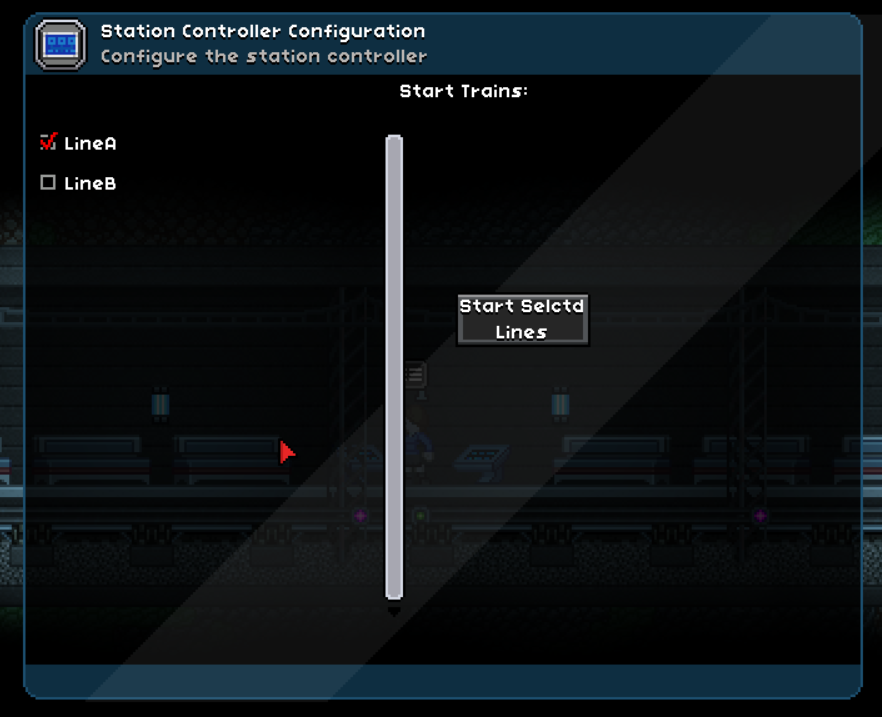 Station Controller Configuration
Configure the station controller
Start Trains:
LineA
LineB
Start Selctd
Lines